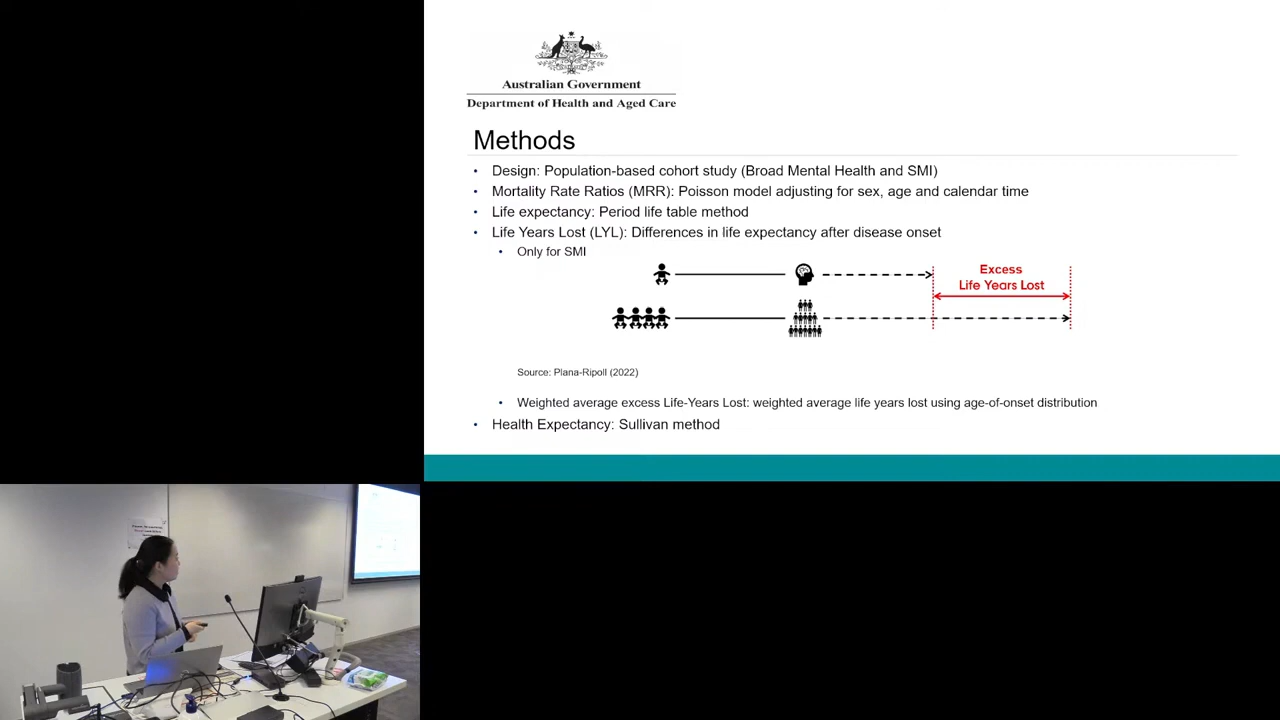 Australian Government
Department of Health and Aged Care
Methods
• Design: Population-based cohort study (Broad Mental Health and SMI)
• Mortality Rate Ratios (MRR): Poisson model adjusting for sex, age and calendar time
• Life expectancy: Period life table method
• Life Years Lost (LYL): Differences in life expectancy after disease onset
• Only for SMI
Excess
Life Years Lost
Source: Plana-Ripoll (2022)
• Weighted average excess Life-Years Lost: weighted average life years lost using age-of-onset distribution
• Health Expectancy: Sullivan method